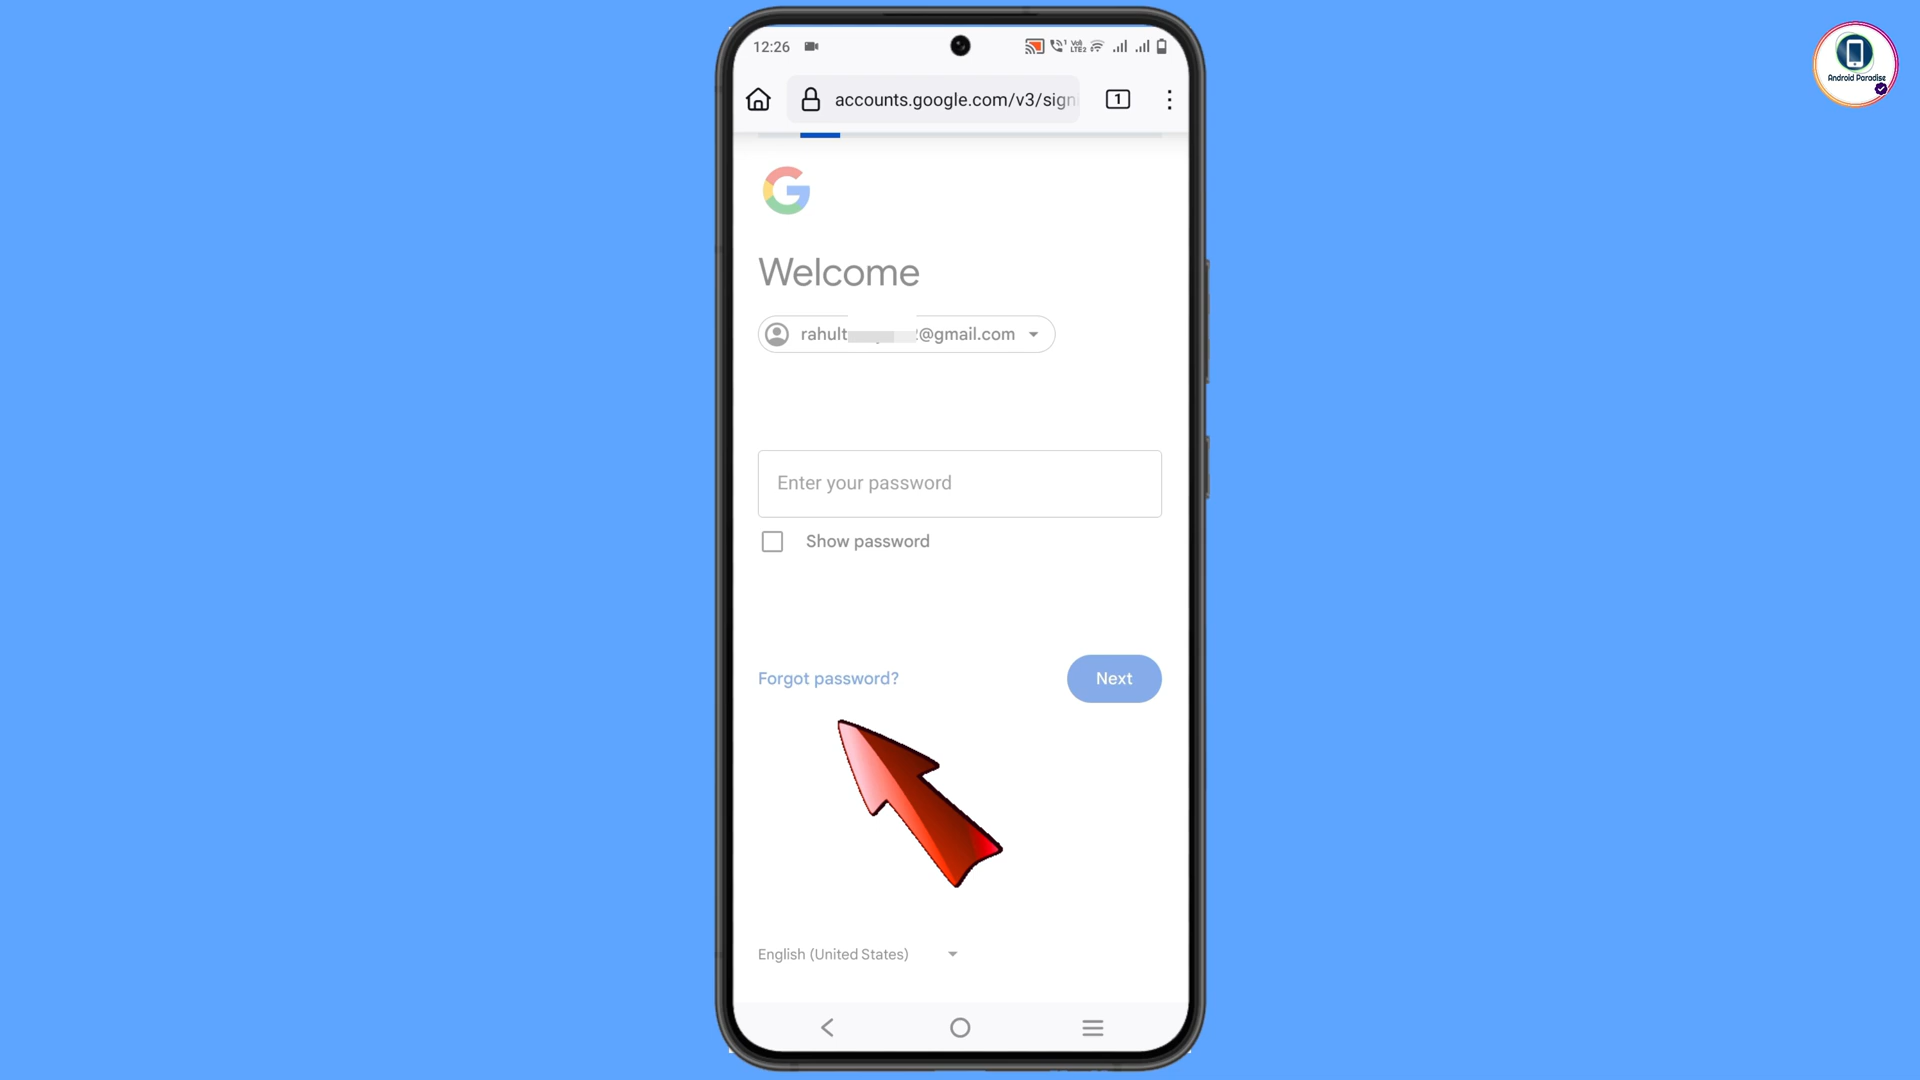 12:26
accounts.google.com/v3/sign
1
Android Paradise
Welcome
rahult @gmail.com
Enter your password
Show password
Forgot password?
Next
English (United States)